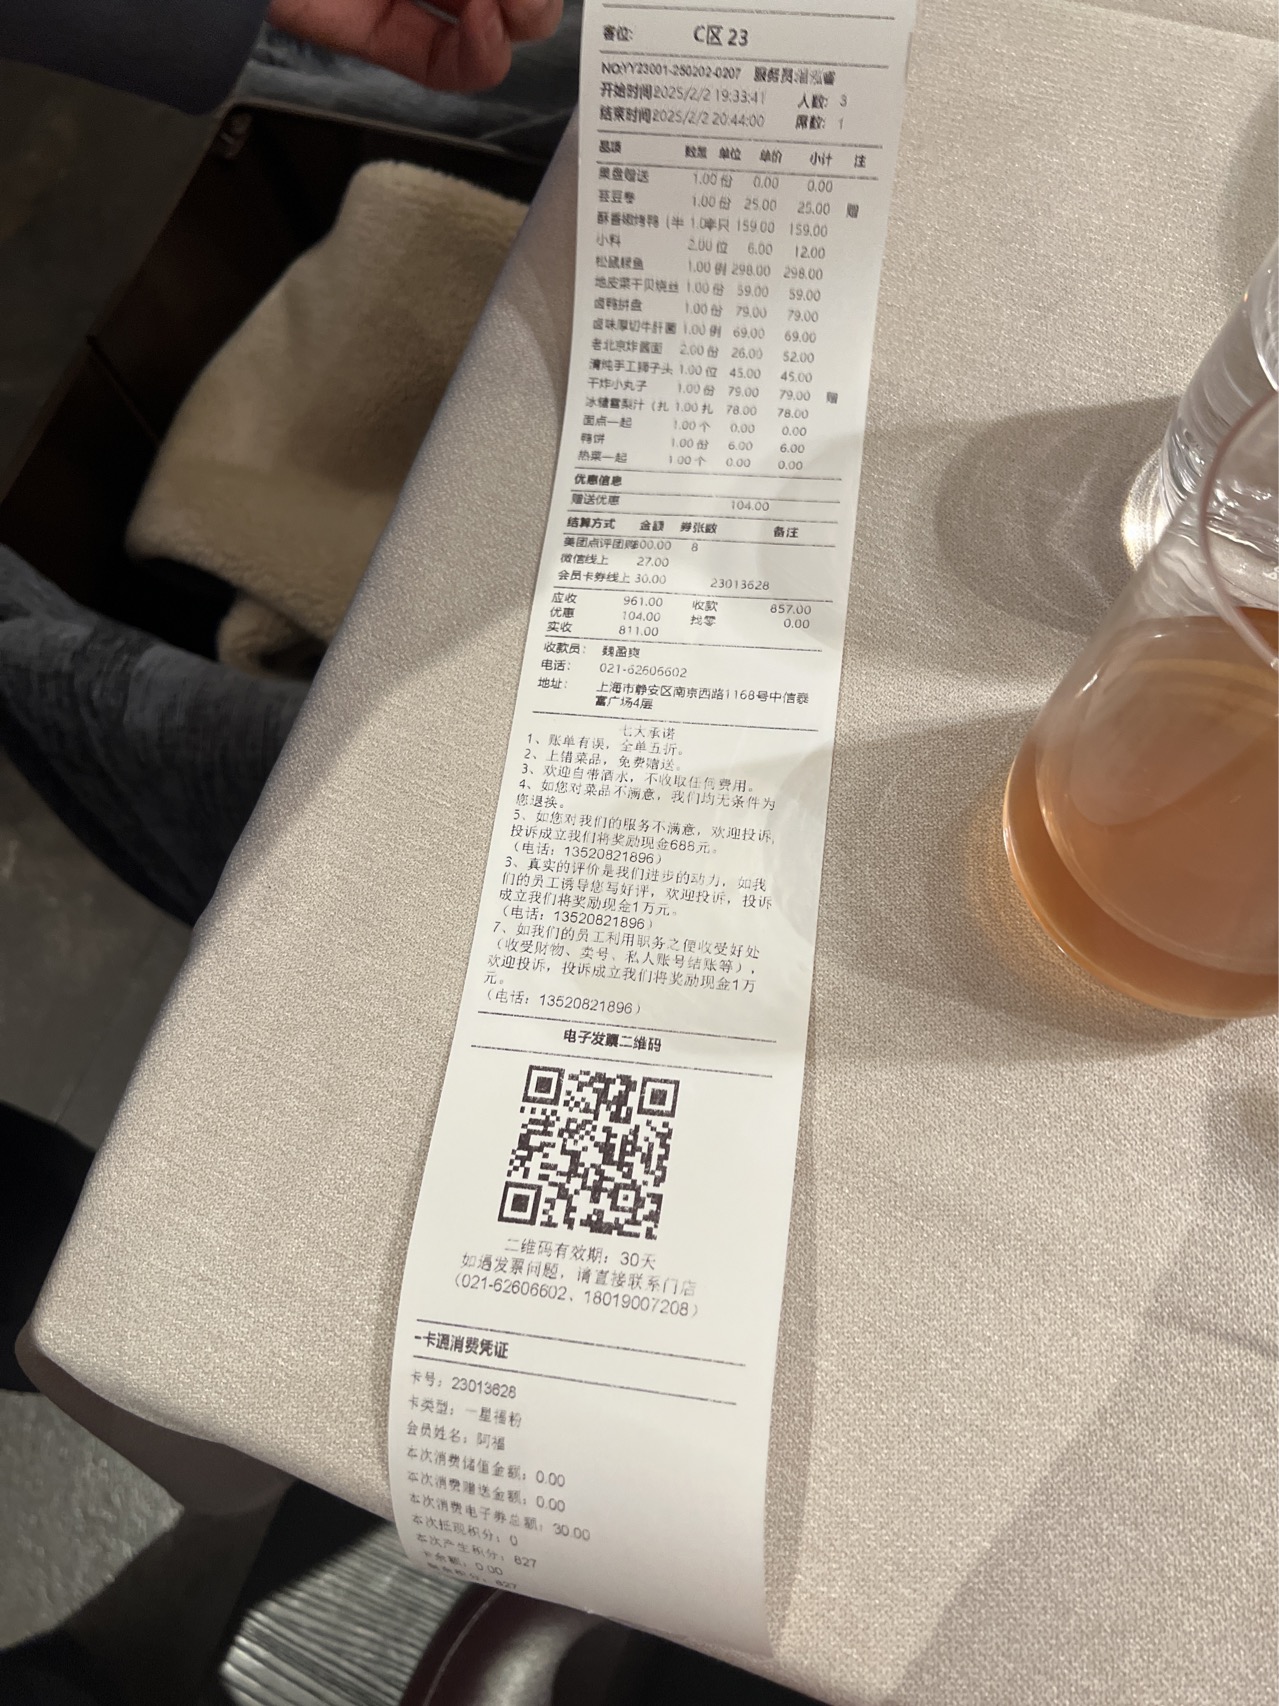 客位: C区 23
NO:YY23001-250202-0207 服务员:
开始时间2025/2/2 19:33:41 人数: 3
结束时间2025/2/2 20:44:00 席数: 1
品项 数量 单位 单价 小计 注
果盘赠送 1.00 份 0.00 0.00
芸豆卷 1.00 份 25.00 25.00 赠
酥香嫩烤鸭（半 1.0 只 159.00 159.00
小料 2.00 位 6.00 12.00
松鼠鳜鱼 1.00 例 298.00 298.00
地皮菜干贝烧丝 1.00 份 59.00 59.00
卤鸭拼盘 1.00 份 79.00 79.00
卤味厚切牛肝菌 1.00 例 69.00 69.00
老北京炸酱面 2.00 份 26.00 52.00
清炖手工狮子头 1.00 位 45.00 45.00
干炸小丸子 1.00 份 79.00 79.00 赠
冰糖雪梨汁（扎 1.00 扎 78.00 78.00
面点一起 1.00 个 0.00 0.00
鸭饼 1.00 份 6.00 6.00
热菜一起 1.00 个 0.00 0.00
优惠信息
赠送优惠 104.00
结算方式 金额 券张数 备注
美团点评团购800.00 8
微信线上 27.00
会员卡券线上 30.00 23013628
应收 961.00 收款 857.00
优惠 104.00 找零 0.00
实收 811.00
收款员: 魏盈爽
电话: 021-62606602
地址: 上海市静安区南京西路1168号中信泰
富广场4层
七大承诺
1、账单有误，全单五折。
2、上错菜品，免费赠送。
3、欢迎自带酒水，不收取任何费用。
4、如您对菜品不满意，我们均无条件为
您退换。
5、如您对我们的服务不满意，欢迎投诉，
投诉成立我们将奖励现金688元。
（电话：13520821896）
3、真实的评价是我们进步的动力，如我
们的员工诱导您写好评，欢迎投诉，投诉
成立我们将奖励现金1万元。
（电话：13520821896）
7、如我们的员工利用职务之便收受好处
（收受财物、卖号、私人账号结账等），
欢迎投诉，投诉成立我们将奖励现金1万
元。
（电话：13520821896）
电子发票二维码
二维码有效期：30天
如遇发票问题，请直接联系门店
（021-62606602、18019007208）
一卡通消费凭证
卡号：23013628
卡类型：一星福粉
会员姓名：阿福
本次消费储值金额：0.00
本次消费赠送金额：0.00
本次消费电子券总额：30.00
本次抵现积分：0
本次产生积分：827
卡余额：0.00